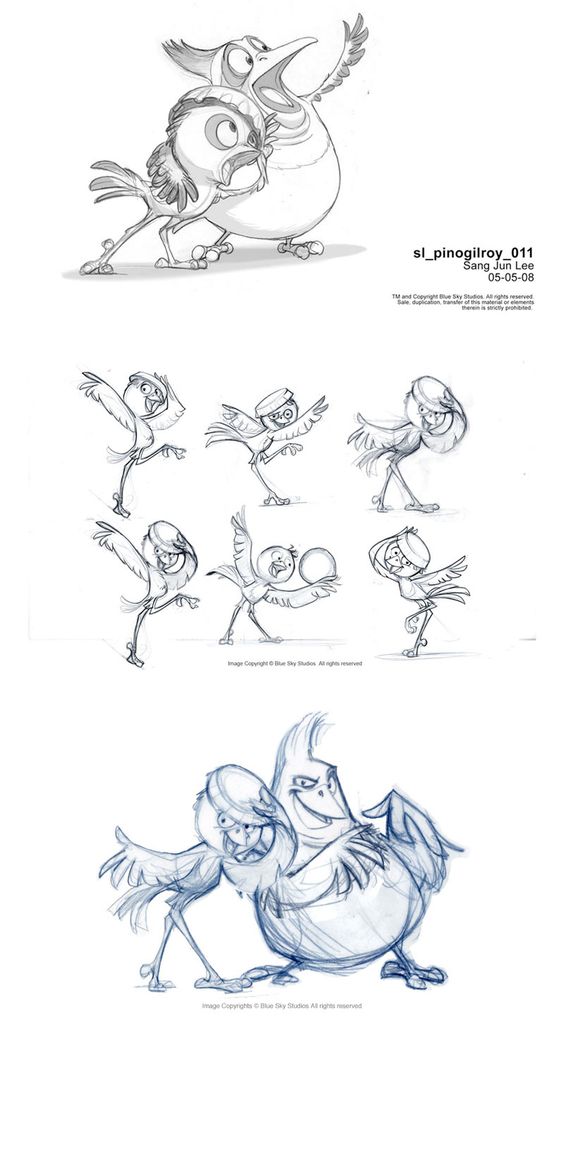 sl_pinogilroy_011
Sang Jun Lee
05-05-08
TM and Copyright Blue Sky Studios. All rights reserved.
Sale, duplication, transfer of this material or elements
therein is strictly prohibited.
Image Copyright © Blue Sky Studios All rights reserved
Image Copyrights © Blue Sky Studios All rights reserved